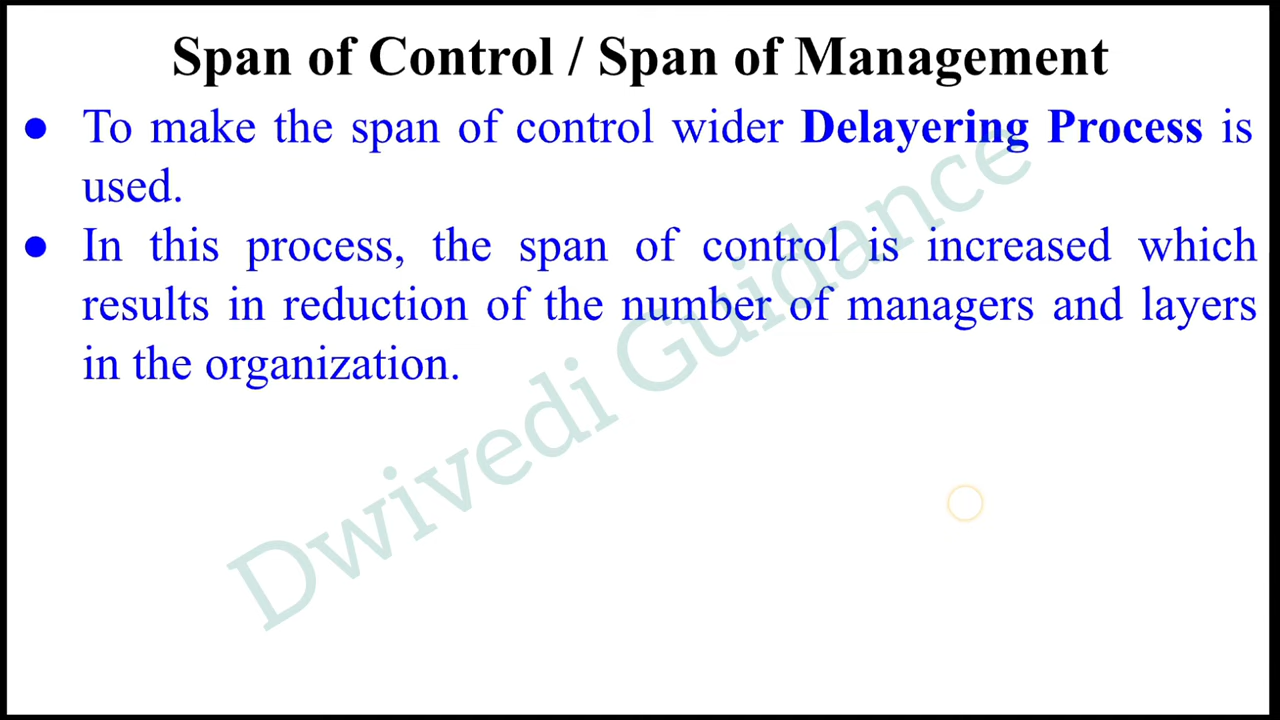 Span of Control / Span of Management
● To make the span of control wider Delayering Process is
used.
● In this process, the span of control is increased which
results in reduction of the number of managers and layers
in the organization.
Dwivedi Guidance